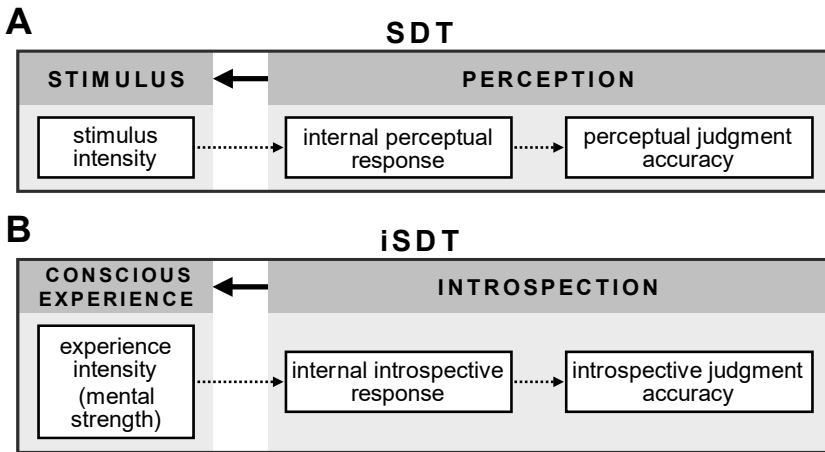 A
SDT
STIMULUS
PERCEPTION
stimulus
intensity
internal perceptual
response
perceptual judgment
accuracy
B
iSDT
CONSCIOUS
EXPERIENCE
INTROSPECTION
experience
intensity
(mental
strength)
internal introspective
response
introspective judgment
accuracy